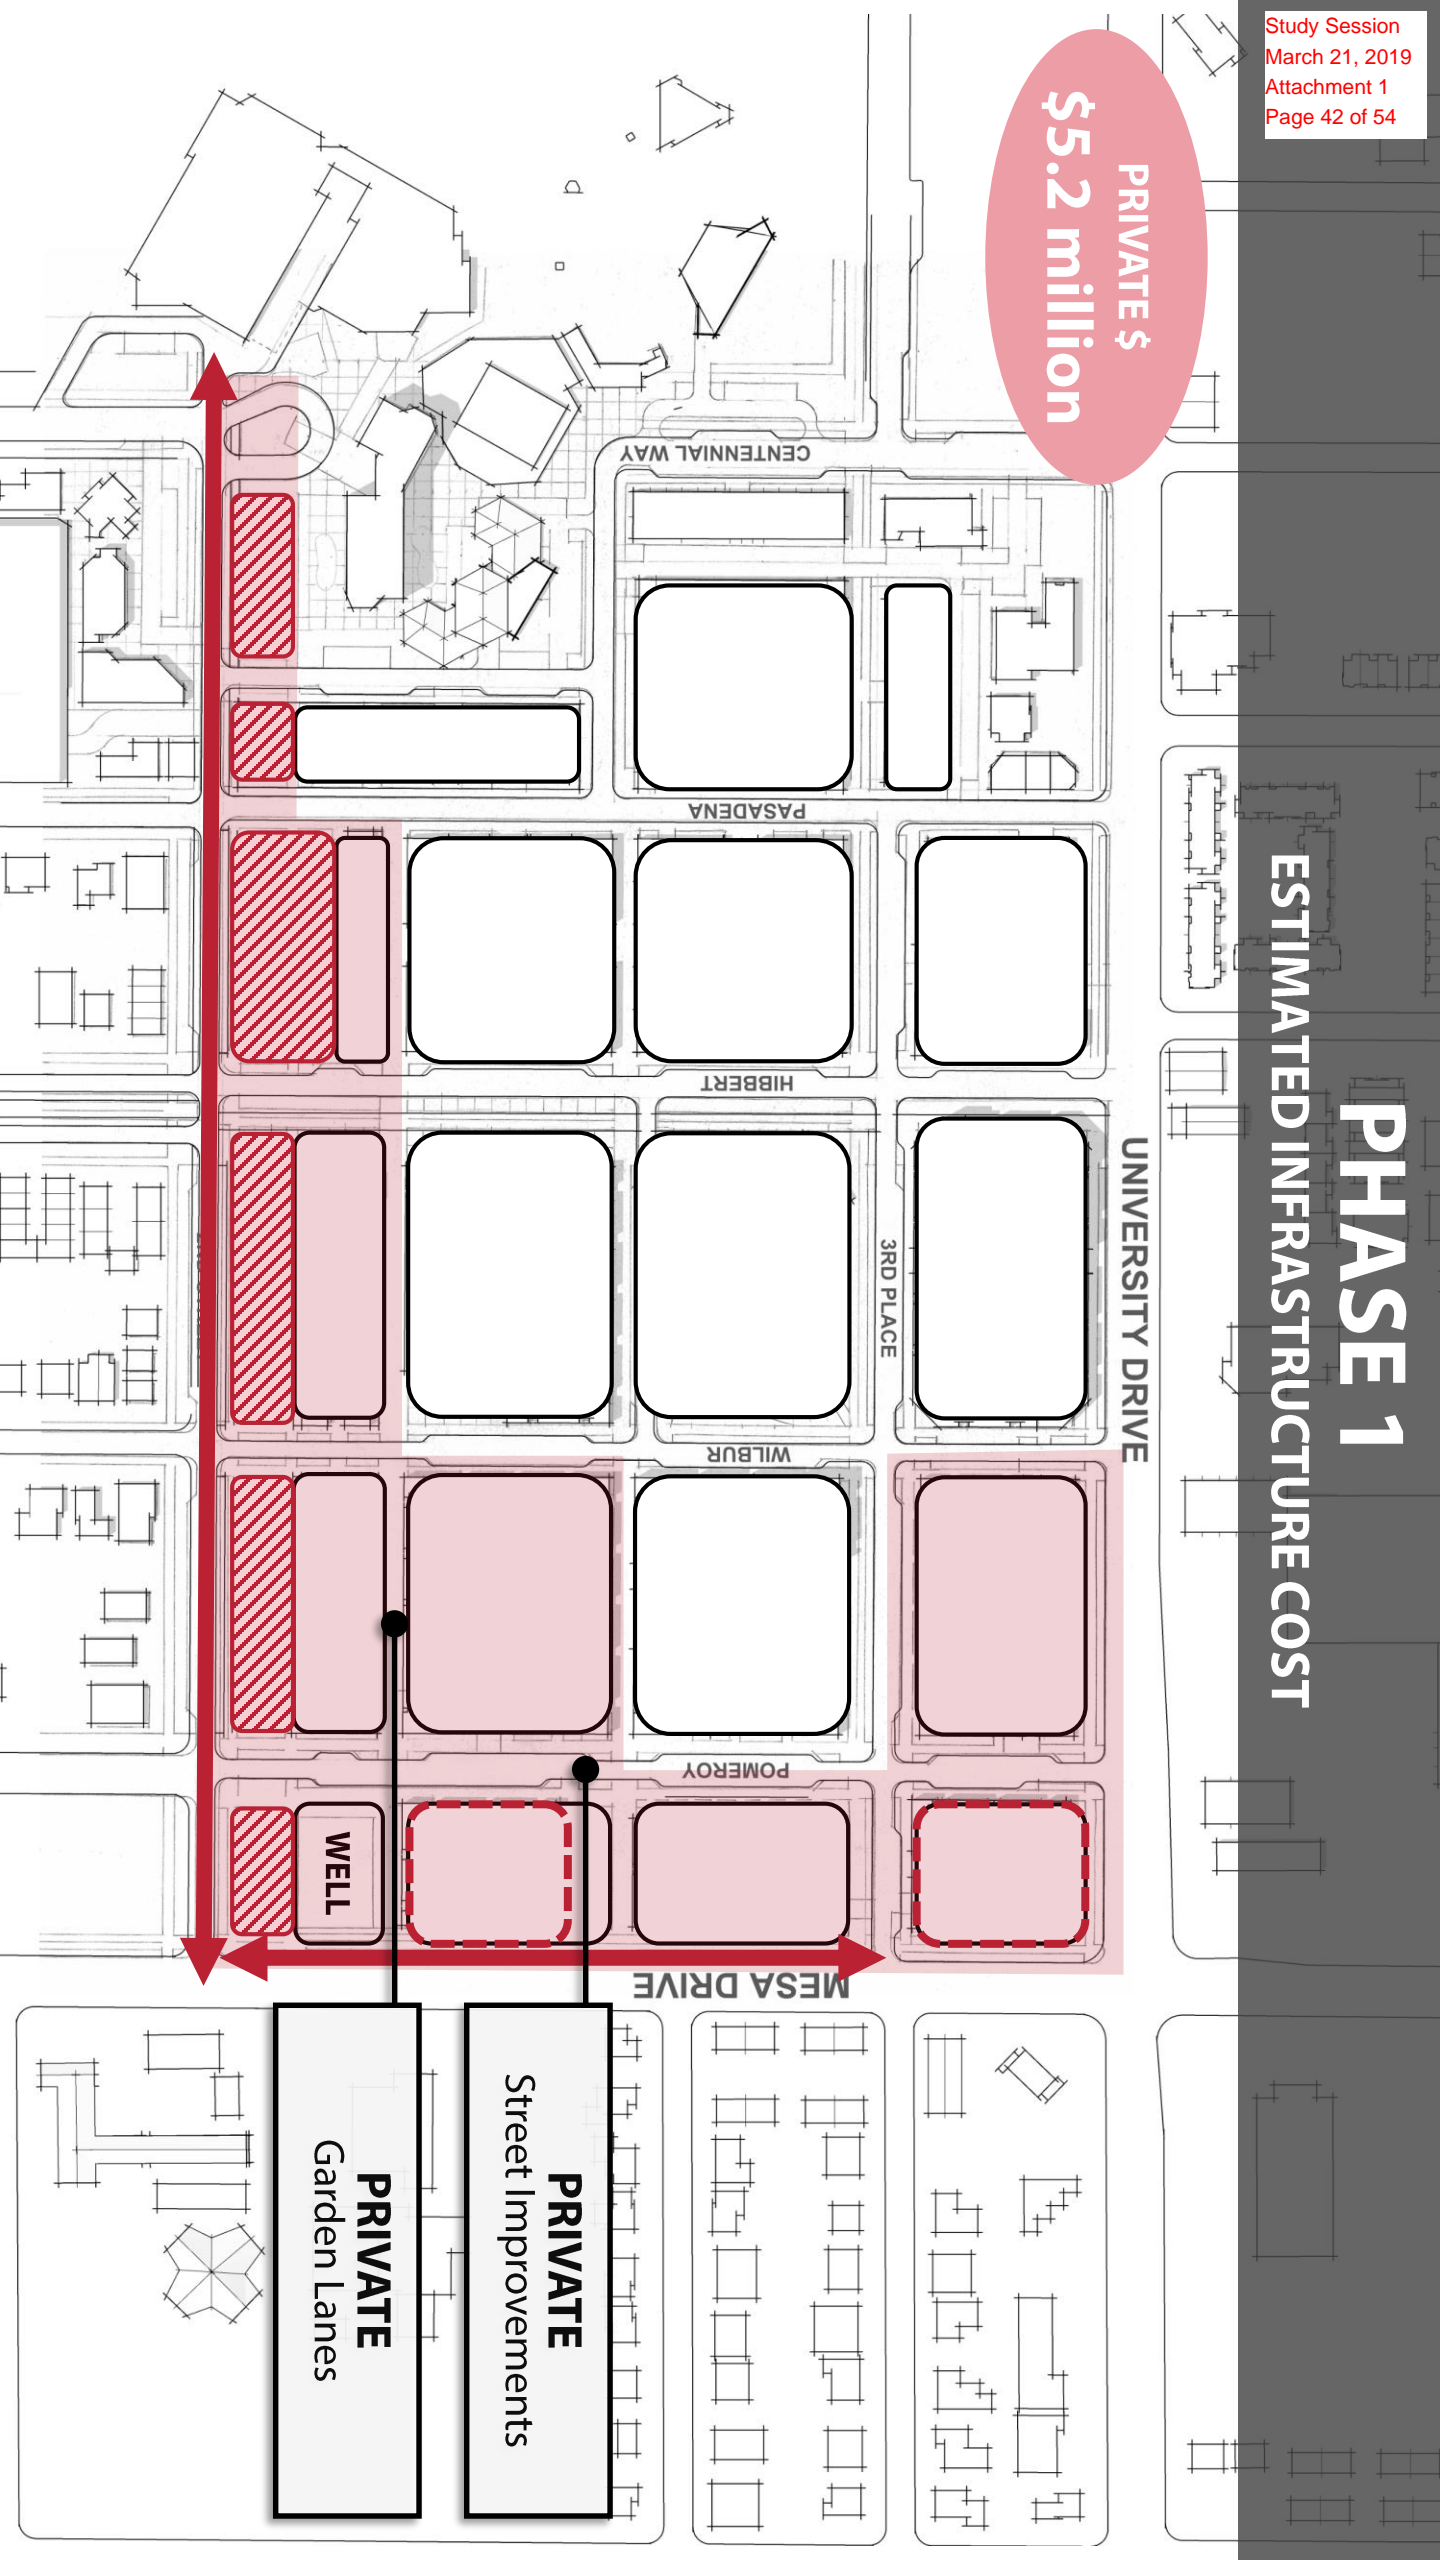 Study Session
March 21, 2019
Attachment 1
Page 42 of 54
PHASE 1
ESTIMATED INFRASTRUCTURE COST
PRIVATE $
$5.2 million
UNIVERSITY DRIVE
CENTENNIAL WAY
PASADENA
HIBBERT
3RD PLACE
WILBUR
POMEROY
MESA DRIVE
WELL
PRIVATE
Street Improvements
PRIVATE
Garden Lanes